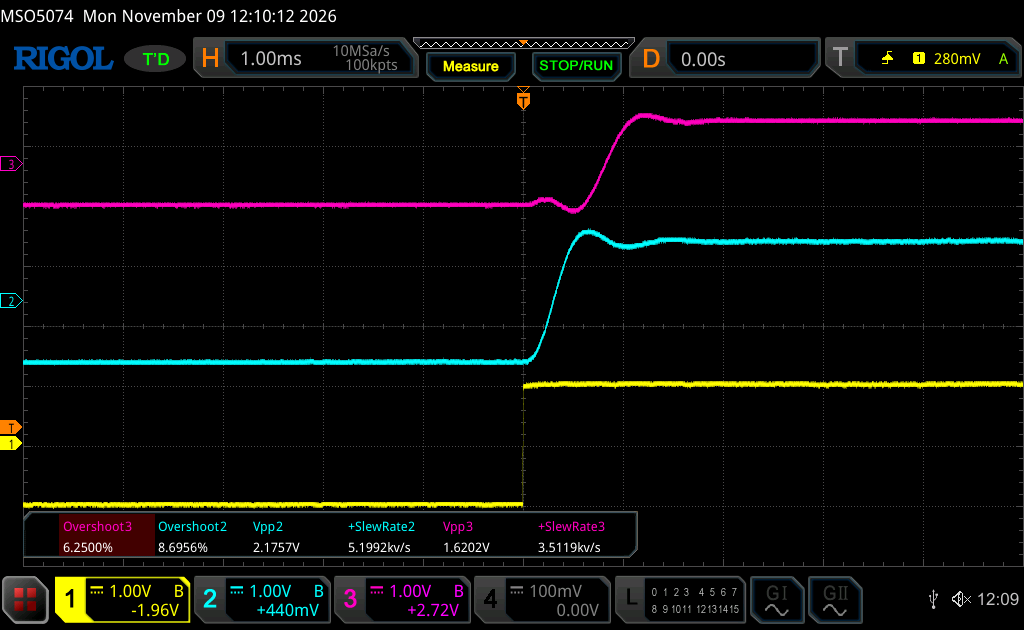 MSO5074 Mon November 09 12:10:12 2026
RIGOL T'D H 1.00ms 10MSa/s 100kpts Measure STOP/RUN D 0.00s T 1 280mV A
T
3
2
T
1
Overshoot3 Overshoot2 Vpp2 +SlewRate2 Vpp3 +SlewRate3
6.2500% 8.6956% 2.1757V 5.1992kv/s 1.6202V 3.5119kv/s
1 1.00V B -1.96V
2 1.00V B +440mV
3 1.00V B +2.72V
4 100mV 0.00V
L 0 1 2 3 4 5 6 7
8 9 10 11 12 13 14 15
GI GII 12:09